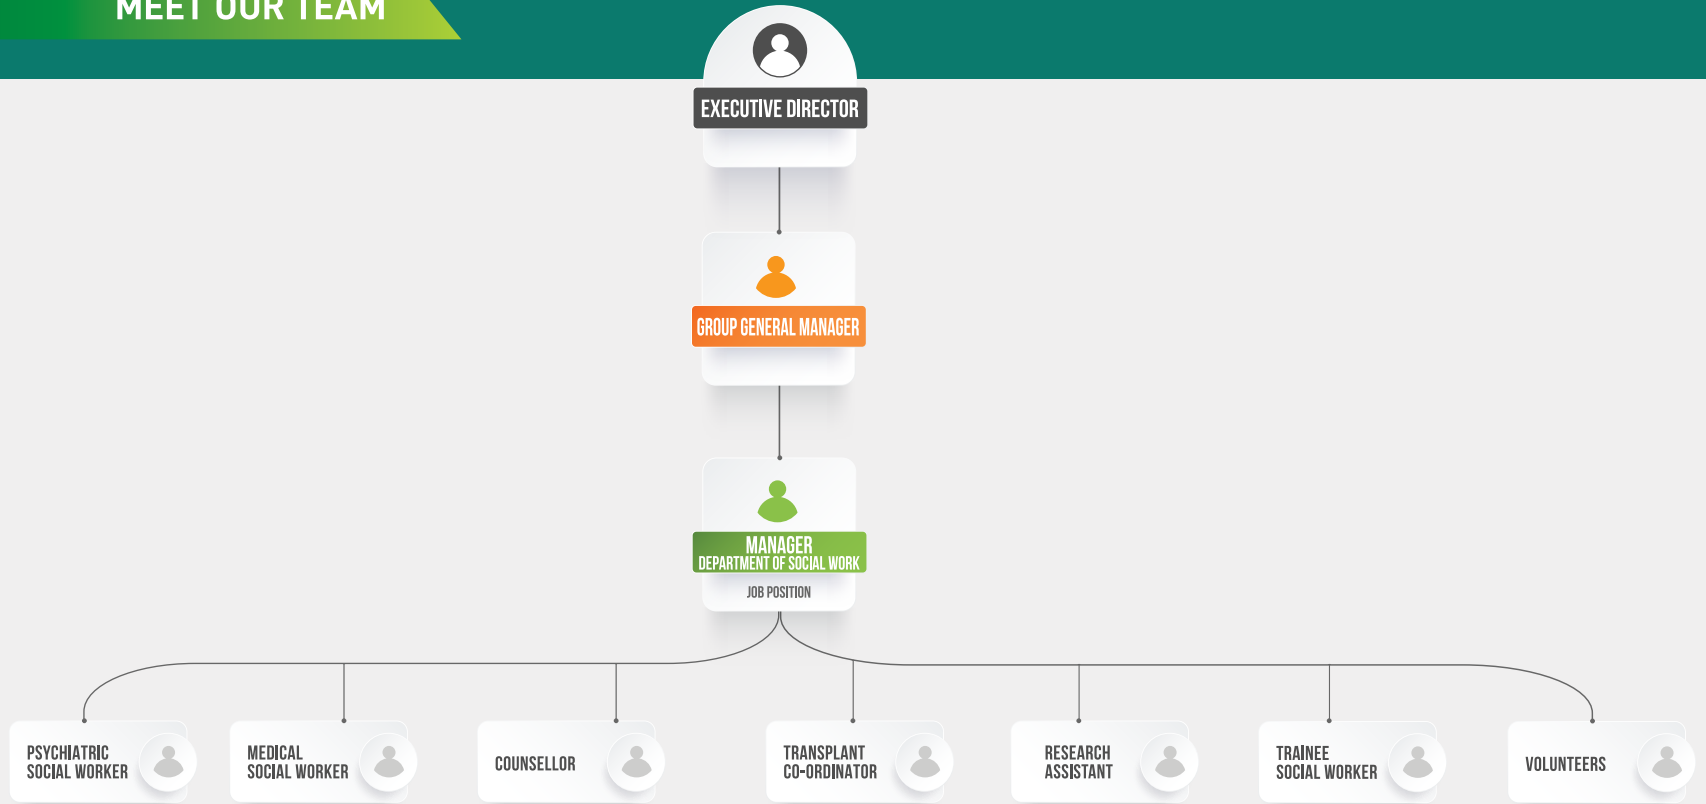 MEET OUR TEAM
EXECUTIVE DIRECTOR
GROUP GENERAL MANAGER
MANAGER
DEPARTMENT OF SOCIAL WORK
JOB POSITION
PSYCHIATRIC
SOCIAL WORKER
MEDICAL
SOCIAL WORKER
COUNSELLOR
TRANSPLANT
CO-ORDINATOR
RESEARCH
ASSISTANT
TRAINEE
SOCIAL WORKER
VOLUNTEERS